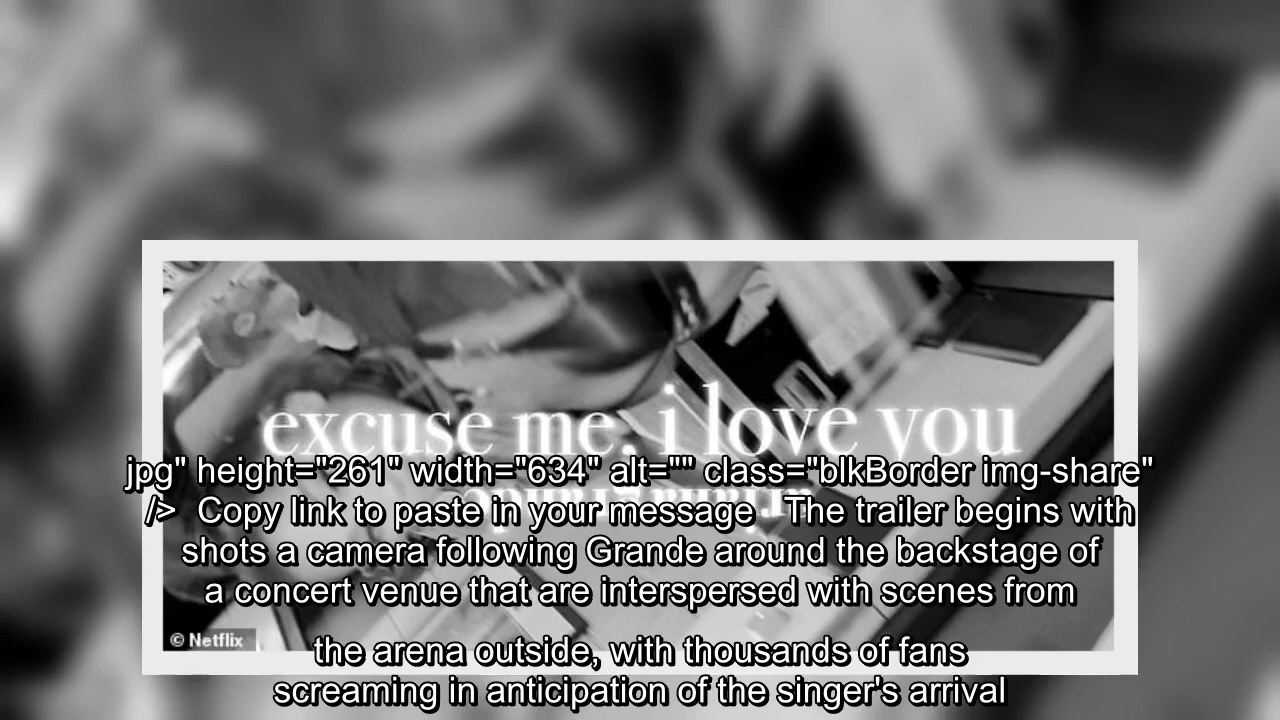 excuse me, i love you
jpg" height="261" width="634" alt="" class="blkBorder img-share"
/>  Copy link to paste in your message   The trailer begins with
shots a camera following Grande around the backstage of
a concert venue that are interspersed with scenes from
© Netflix
the arena outside, with thousands of fans
screaming in anticipation of the singer's arrival